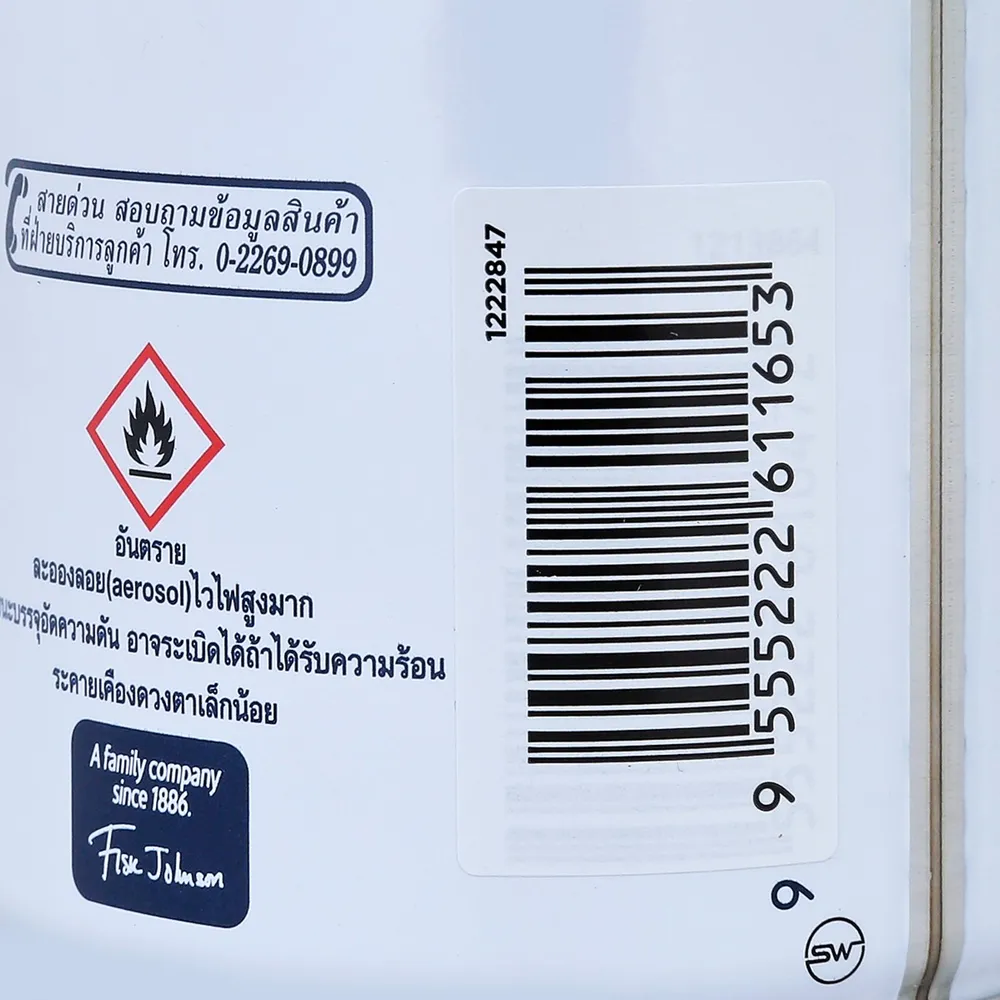 สายด่วน สอบถามข้อมูลสินค้า
ที่ฝ่ายบริการลูกค้า โทร. 0-2269-0899
อันตราย
ละอองลอย(aerosol)ไวไฟสูงมาก
อัดความดัน อาจระเบิดได้ถ้าได้รับความร้อน
ระคายเคืองดวงตาเล็กน้อย
A family company
since 1886.
Fisk Johnson
1222847
9 555222 611653
9
SW